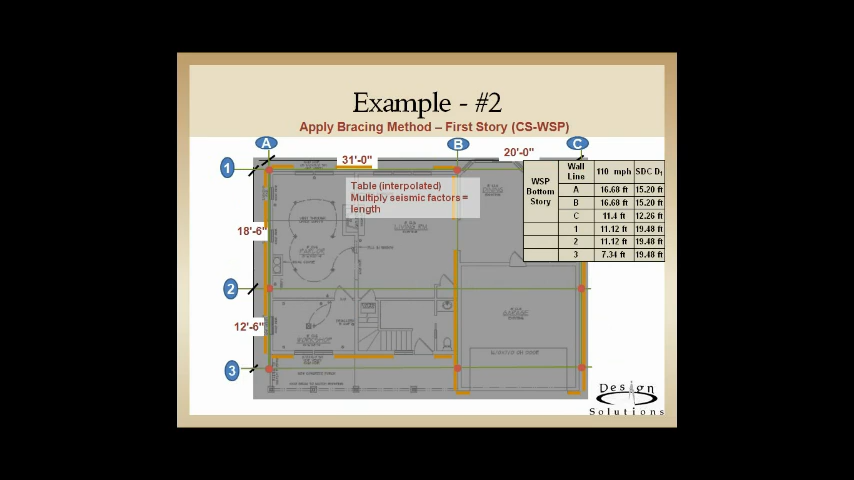 Example - #2
Apply Bracing Method – First Story (CS-WSP)
A
B
C
31'-0"
20'-0"
1
Table (interpolated)
Multiply seismic factors =
length
WSP Bottom Story
Wall Line 110 mph SDC D1
A 16.68 ft 15.20 ft
B 16.68 ft 15.20 ft
C 11.4 ft 12.26 ft
1 11.12 ft 19.48 ft
2 11.12 ft 19.48 ft
3 7.34 ft 19.48 ft
18'-6"
2
12'-6"
3
Design
Solutions